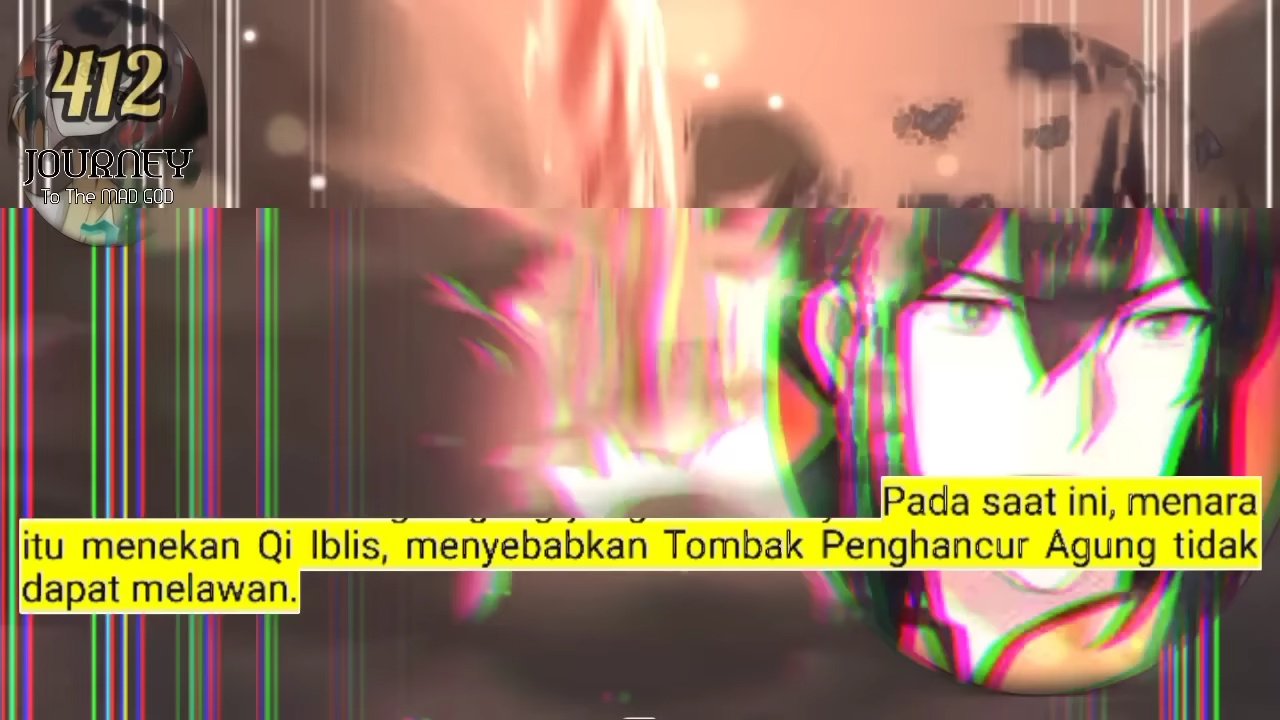 412
JOURNEY
To The MAD GOD
Pada saat ini, menara
itu menekan Qi Iblis, menyebabkan Tombak Penghancur Agung tidak
dapat melawan.